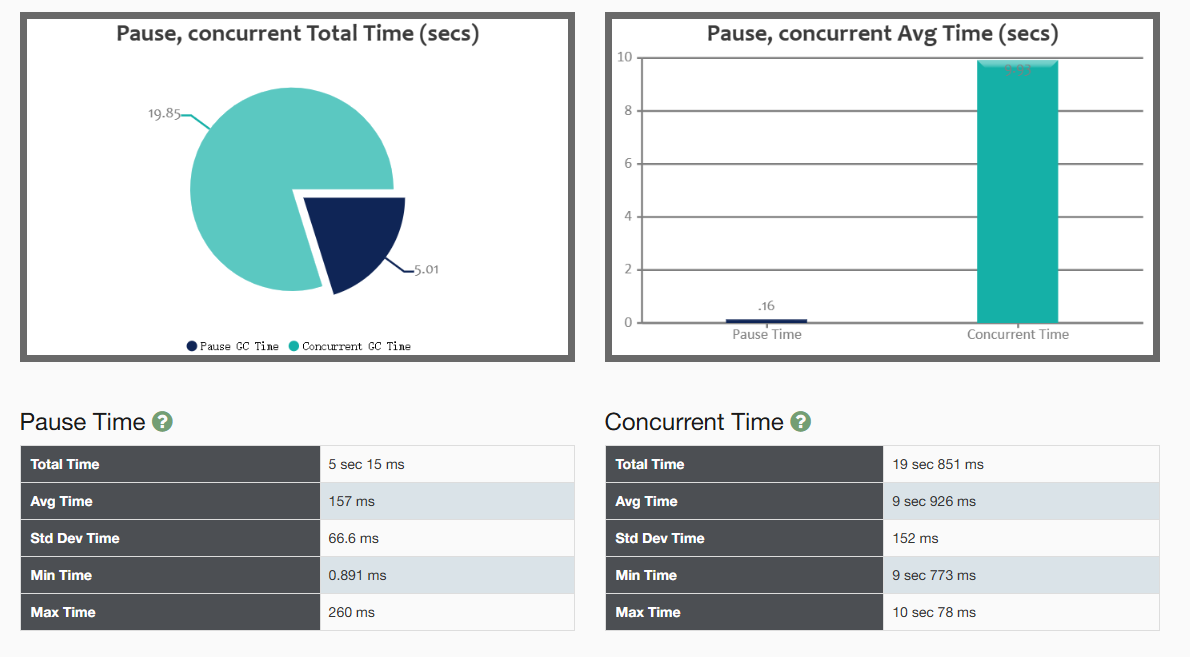 Pause, concurrent Total Time (secs)
19.85
5.01
Pause GC Time Concurrent GC Time
Pause, concurrent Avg Time (secs)
10
8
6
4
2
0
9.93
.16
Pause Time Concurrent Time
Pause Time ?
Total Time 5 sec 15 ms
Avg Time 157 ms
Std Dev Time 66.6 ms
Min Time 0.891 ms
Max Time 260 ms
Concurrent Time ?
Total Time 19 sec 851 ms
Avg Time 9 sec 926 ms
Std Dev Time 152 ms
Min Time 9 sec 773 ms
Max Time 10 sec 78 ms